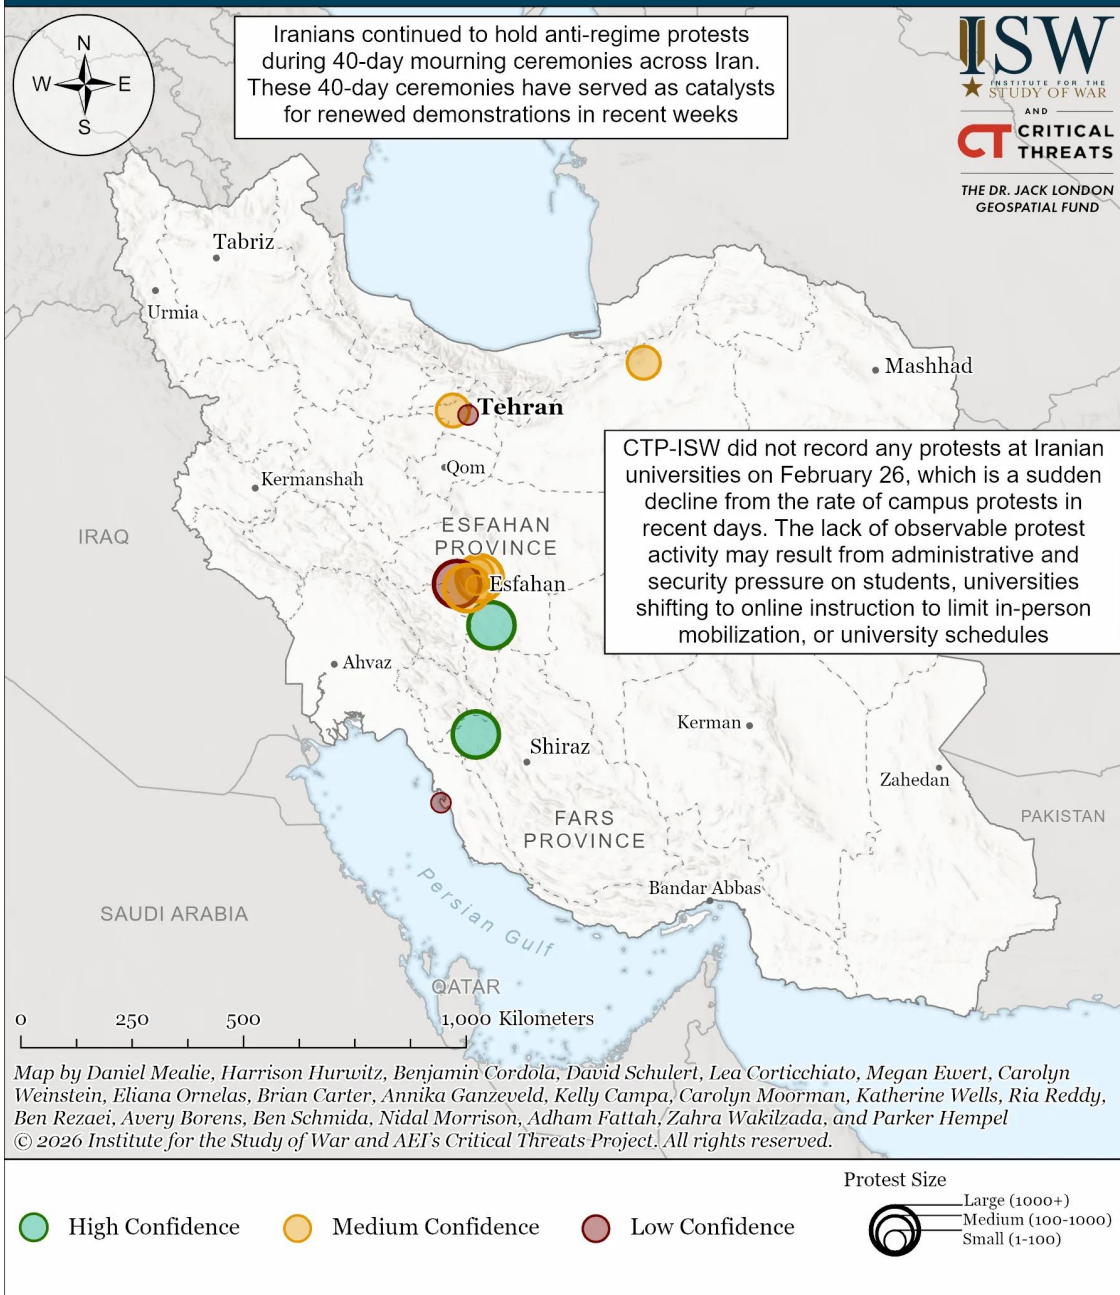 Iranians continued to hold anti-regime protests
during 40-day mourning ceremonies across Iran.
These 40-day ceremonies have served as catalysts
for renewed demonstrations in recent weeks
N
W
E
S
ISW
INSTITUTE FOR THE
STUDY OF WAR
AND
CT CRITICAL
THREATS
THE DR. JACK LONDON
GEOSPATIAL FUND
Tabriz
Urmia
Mashhad
Tehran
Qom
Kermanshah
CTP-ISW did not record any protests at Iranian
universities on February 26, which is a sudden
decline from the rate of campus protests in
recent days. The lack of observable protest
activity may result from administrative and
security pressure on students, universities
shifting to online instruction to limit in-person
mobilization, or university schedules
IRAQ
ESFAHAN
PROVINCE
Esfahan
Ahvaz
Kerman
Shiraz
Zahedan
FARS
PROVINCE
PAKISTAN
Bandar Abbas
SAUDI ARABIA
Persian Gulf
QATAR
0 250 500 1,000 Kilometers
Map by Daniel Mealie, Harrison Hurwitz, Benjamin Cordola, David Schulert, Lea Corticchiato, Megan Ewert, Carolyn
Weinstein, Eliana Ornelas, Brian Carter, Annika Ganzeveld, Kelly Campa, Carolyn Moorman, Katherine Wells, Ria Reddy,
Ben Rezaei, Avery Borens, Ben Schmida, Nidal Morrison, Adham Fattah, Zahra Wakilzada, and Parker Hempel
© 2026 Institute for the Study of War and AEI's Critical Threats Project. All rights reserved.
High Confidence
Medium Confidence
Low Confidence
Protest Size
Large (1000+)
Medium (100-1000)
Small (1-100)